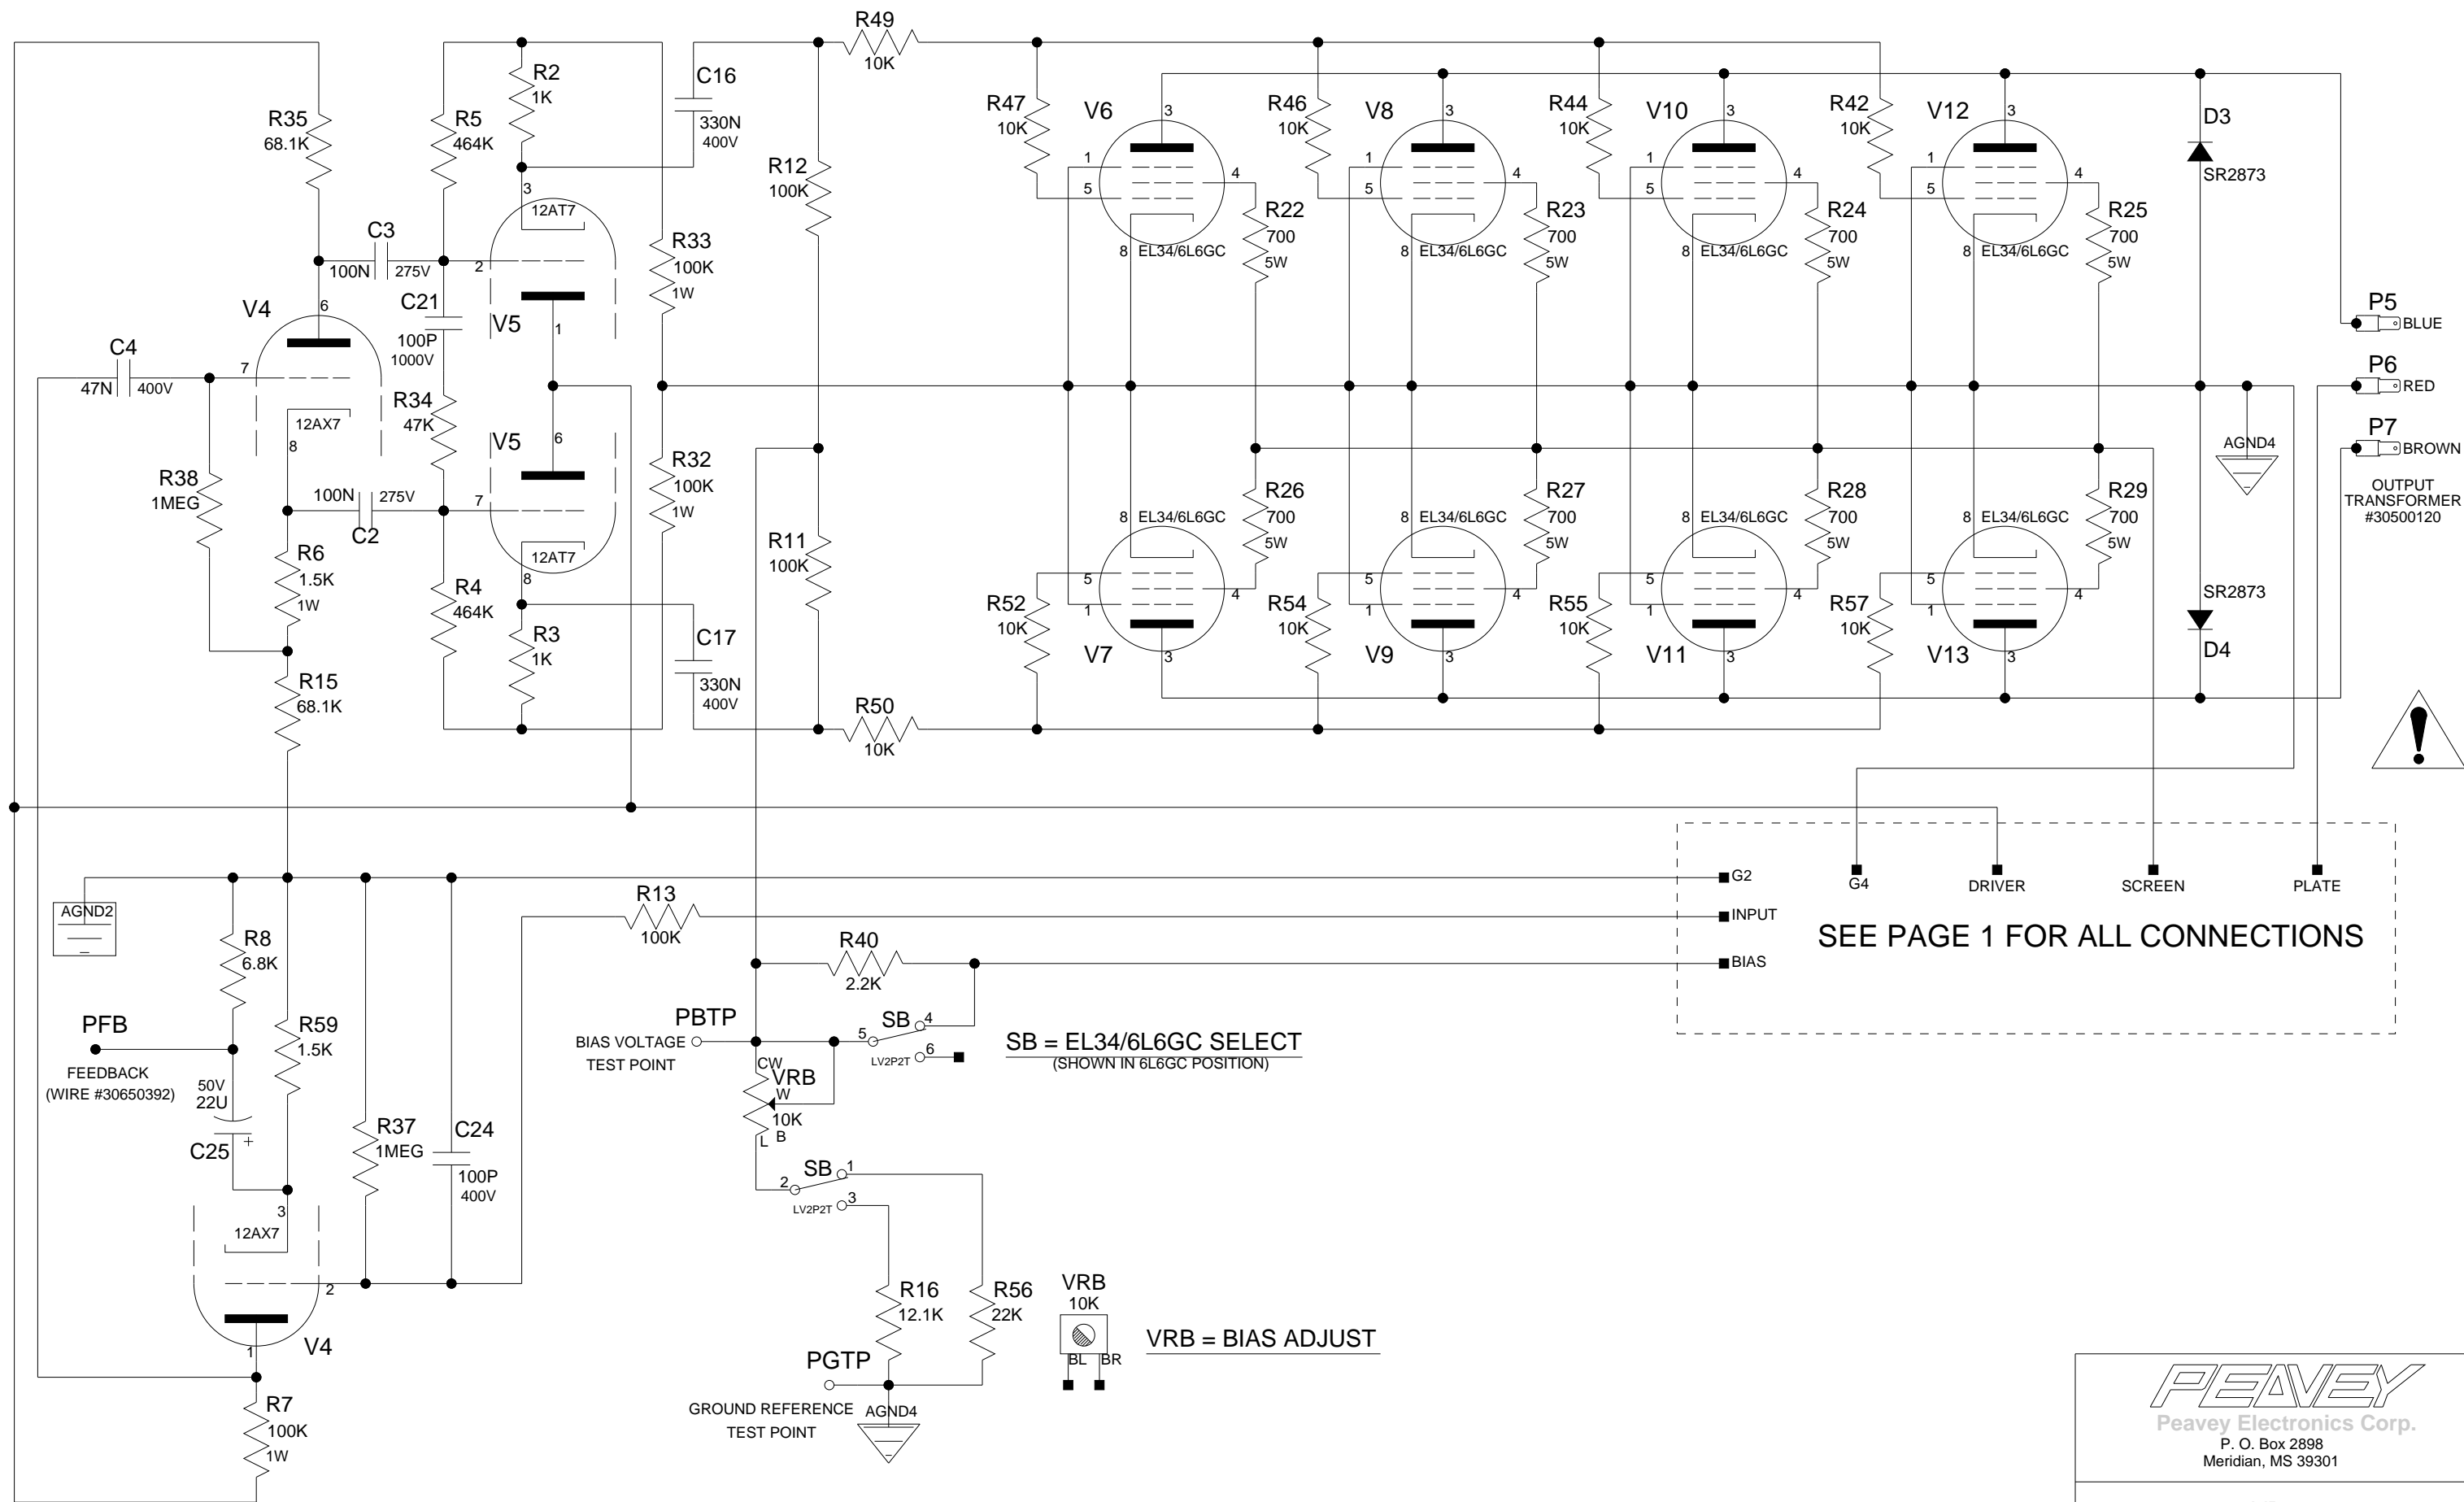 R49
10K
R2
1K
C16
330N
400V
R35
68.1K
R5
464K
R12
100K
R47
10K
V6
3
1
5
4
8
EL34/6L6GC
R22
700
5W
R46
10K
V8
3
1
5
4
8
EL34/6L6GC
R23
700
5W
R44
10K
V10
3
1
5
4
8
EL34/6L6GC
R24
700
5W
R42
10K
V12
3
1
5
4
8
EL34/6L6GC
R25
700
5W
D3
SR2873
3
12AT7
C3
100N
275V
2
R33
100K
1W
C21
100P
1000V
V5
1
V4
6
7
C4
47N
400V
12AX7
8
R34
47K
V5
6
7
R38
1MEG
100N
275V
C2
R32
100K
1W
R6
1.5K
1W
12AT7
8
R4
464K
R11
100K
R3
1K
C17
330N
400V
R15
68.1K
R50
10K
R52
10K
V7
8
EL34/6L6GC
5
1
4
3
R26
700
5W
R54
10K
V9
8
EL34/6L6GC
5
1
4
3
R27
700
5W
R55
10K
V11
8
EL34/6L6GC
5
1
4
3
R28
700
5W
R57
10K
V13
8
EL34/6L6GC
5
1
4
3
R29
700
5W
SR2873
D4
AGND4
P5
BLUE
P6
RED
P7
BROWN
OUTPUT
TRANSFORMER
#30500120
G2
INPUT
BIAS
G4
DRIVER
SCREEN
PLATE
SEE PAGE 1 FOR ALL CONNECTIONS
AGND2
R8
6.8K
R13
100K
R40
2.2K
PFB
FEEDBACK
(WIRE #30650392)
R59
1.5K
50V
22U
C25
+
R37
1MEG
C24
100P
400V
3
12AX7
2
V4
1
R7
100K
1W
PBTP
BIAS VOLTAGE
TEST POINT
SB
4
5
LV2P2T
6
SB = EL34/6L6GC SELECT
(SHOWN IN 6L6GC POSITION)
CW
VRB
W
10K
L
B
SB
1
2
LV2P2T
3
R16
12.1K
R56
22K
PGTP
GROUND REFERENCE
TEST POINT
AGND4
VRB
10K
BL
BR
VRB = BIAS ADJUST
PEAVEY
Peavey Electronics Corp.
P. O. Box 2898
Meridian, MS 39301